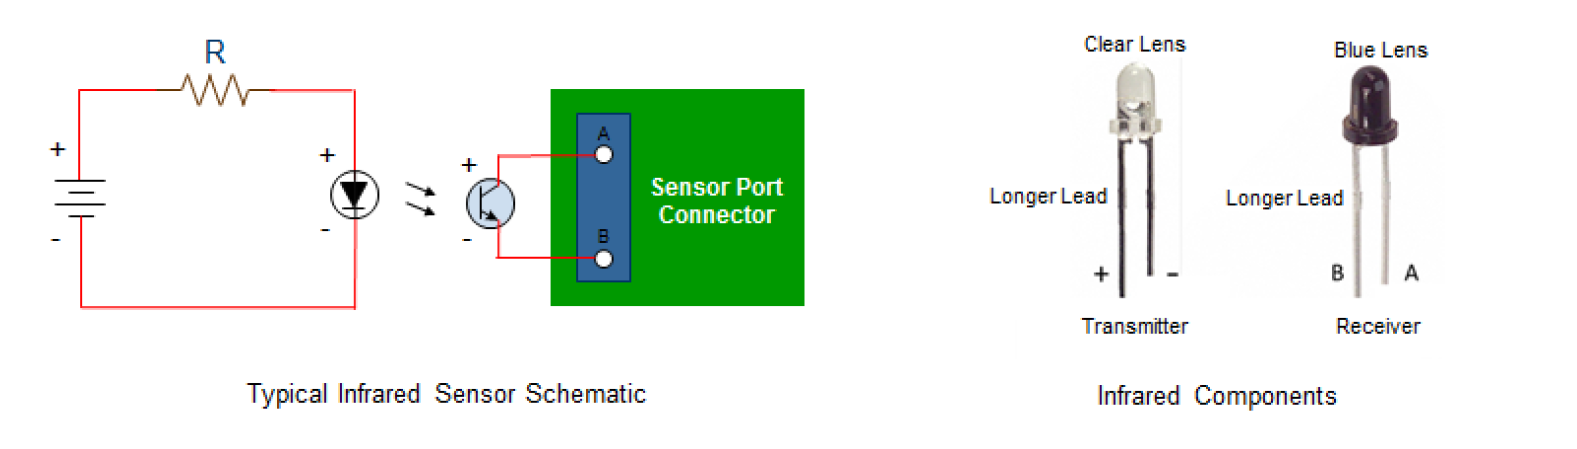 R
+
-
+
-
+
-
A
B
Sensor Port
Connector
Typical Infrared Sensor Schematic
Clear Lens
Longer Lead
+
-
Transmitter
Blue Lens
Longer Lead
B
A
Receiver
Infrared Components